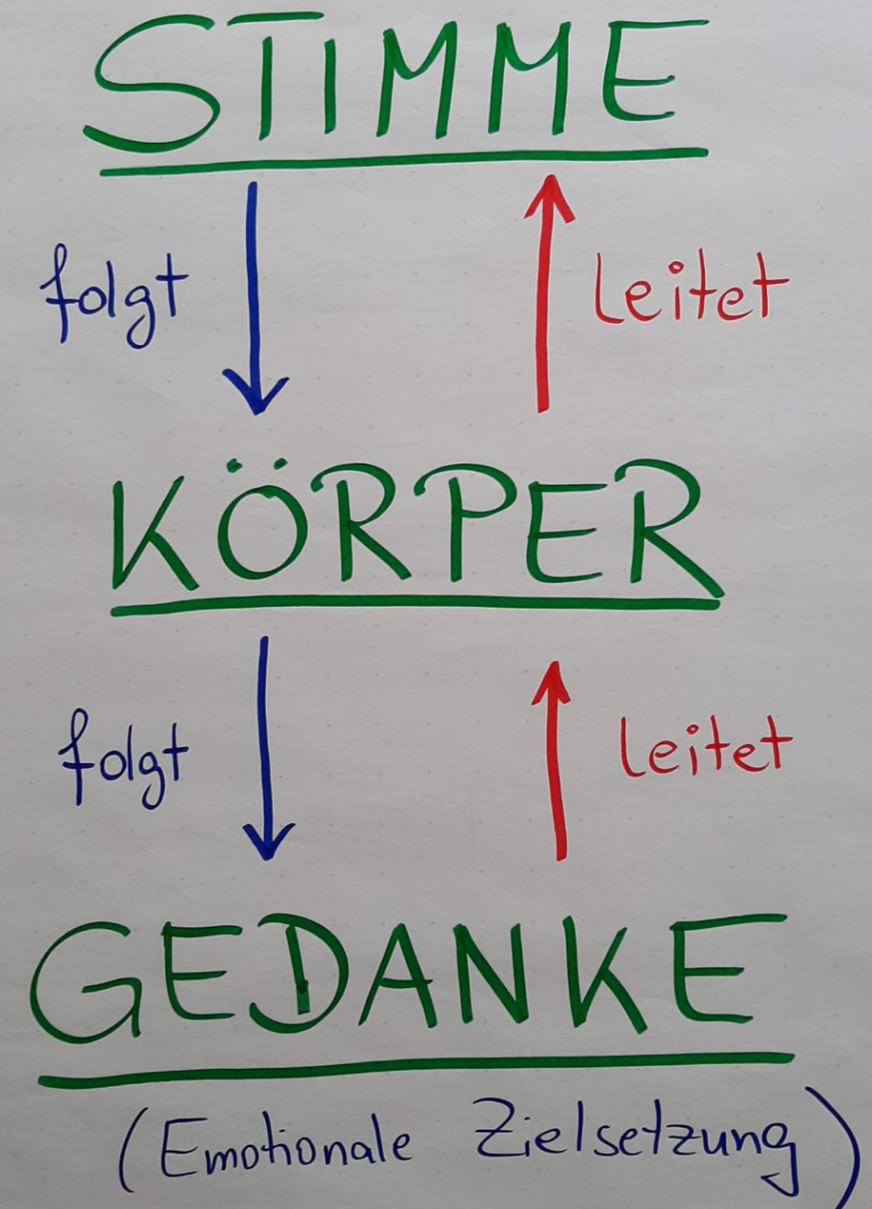 STIMME
folgt leitet
KÖRPER
folgt leitet
GEDANKE
(Emotionale Zielsetzung)